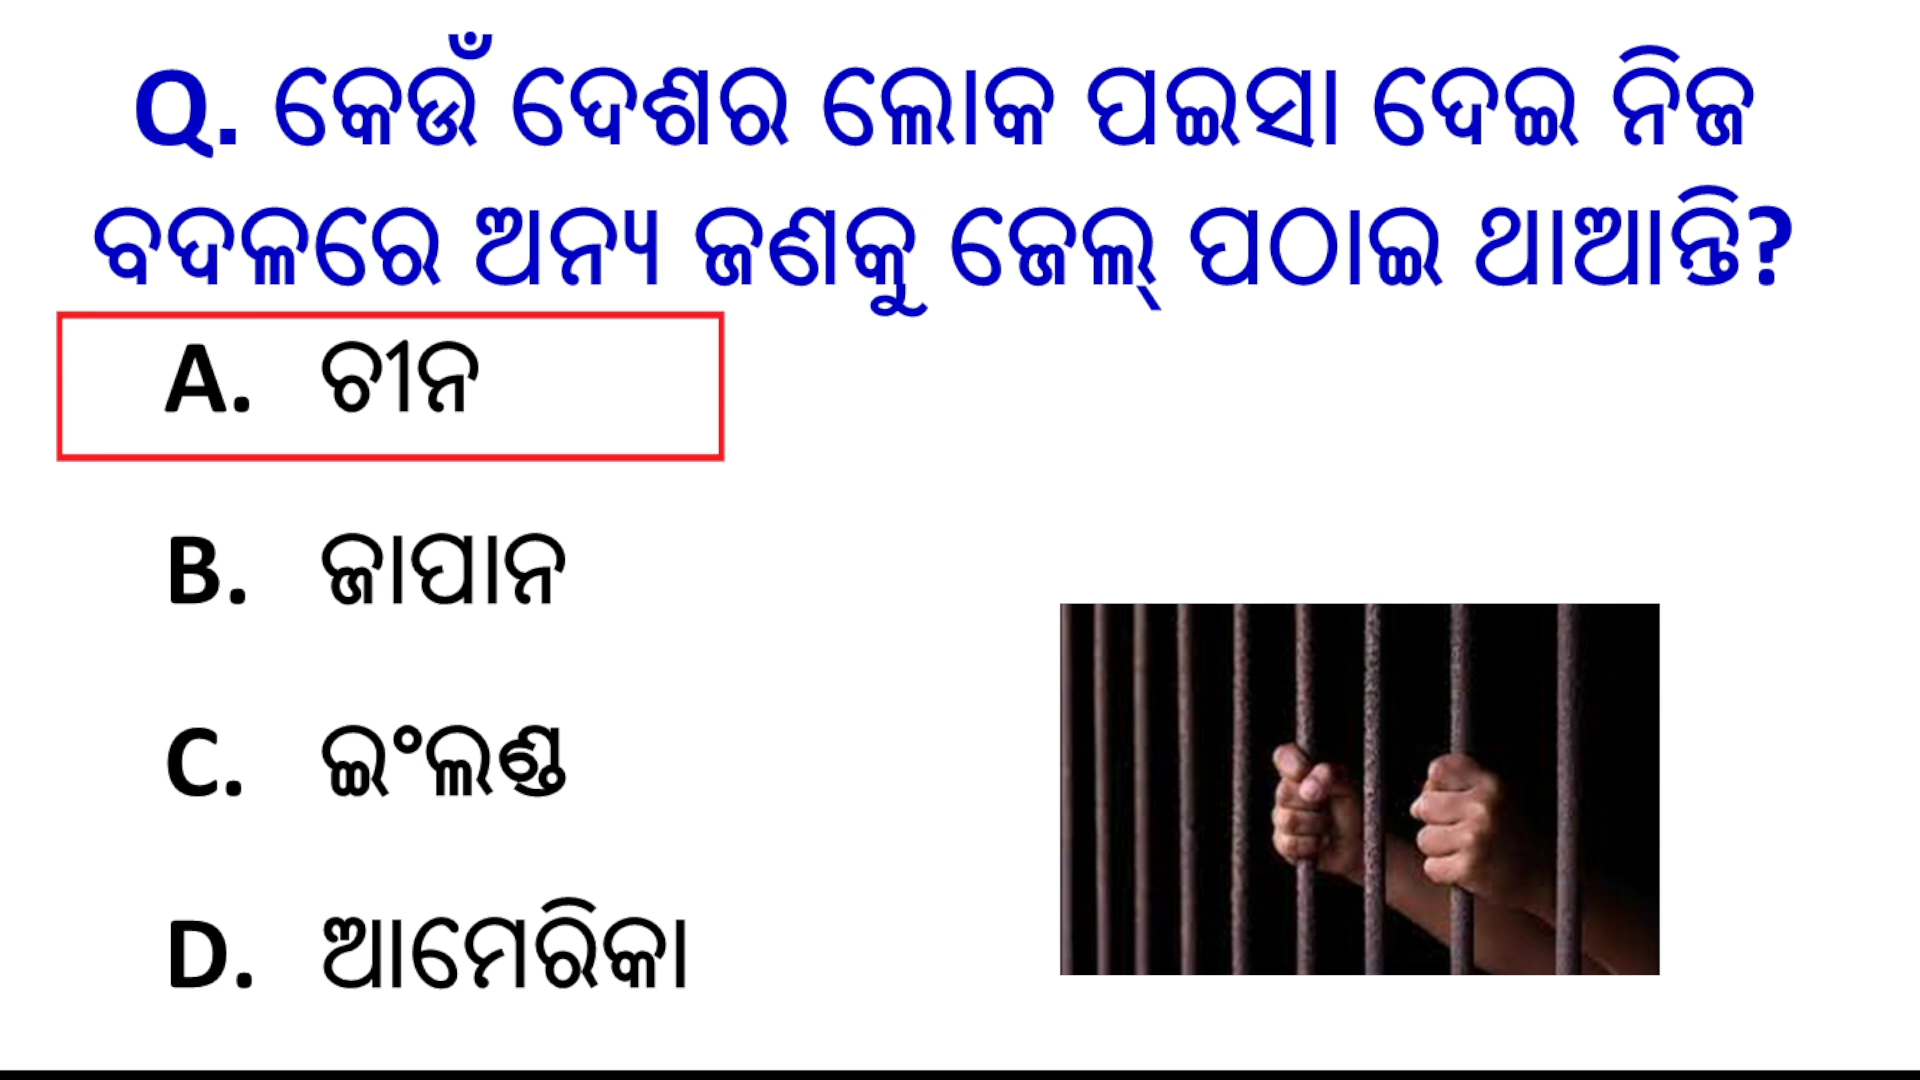 Q. କେଉଁ ଦେଶର ଲୋକ ପଇସା ଦେଇ ନିଜ
ବଦଳରେ ଅନ୍ୟ ଜଣକୁ ଜେଲ୍ ପଠାଇ ଥାଆନ୍ତି?
A. ଚୀନ
B. ଜାପାନ
C. ଇଂଲଣ୍ଡ
D. ଆମେରିକା